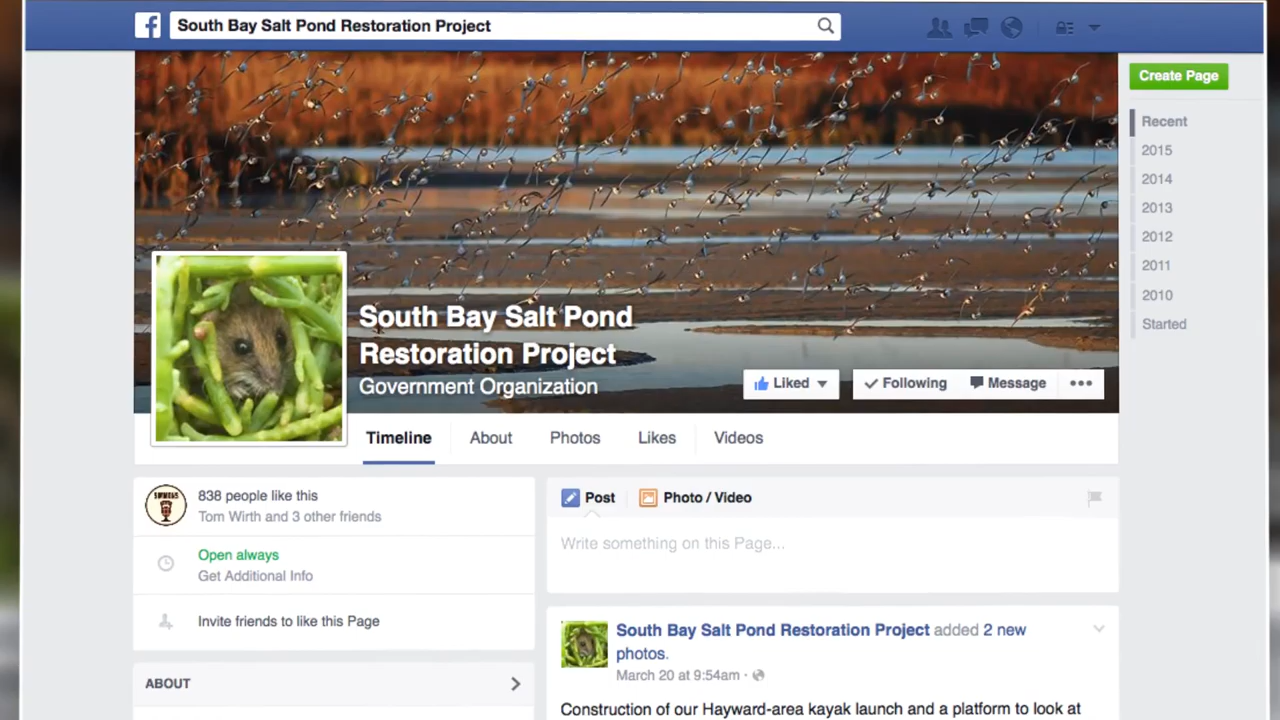 South Bay Salt Pond Restoration Project
Create Page
Recent
2015
2014
2013
2012
2011
2010
Started
South Bay Salt Pond
Restoration Project
Government Organization
Liked
Following
Message
Timeline
About
Photos
Likes
Videos
838 people like this
Tom Wirth and 3 other friends
Open always
Get Additional Info
Invite friends to like this Page
ABOUT
Post
Photo / Video
Write something on this Page...
South Bay Salt Pond Restoration Project added 2 new
photos.
March 20 at 9:54am ·
Construction of our Hayward-area kayak launch and a platform to look at